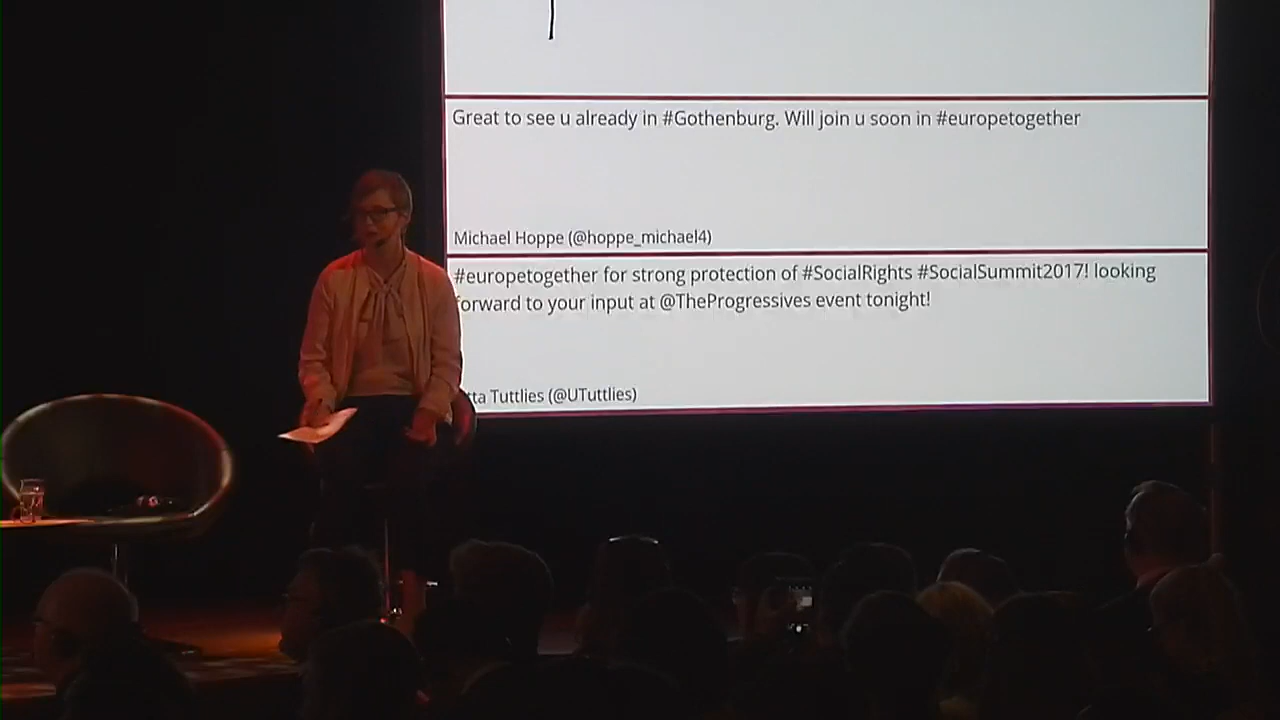 Great to see u already in #Gothenburg. Will join u soon in #europetogether
Michael Hoppe (@hoppe_michael4)
#europetogether for strong protection of #SocialRights #SocialSummit2017! looking
forward to your input at @TheProgressives event tonight!
Tuttlies (@UTuttlies)